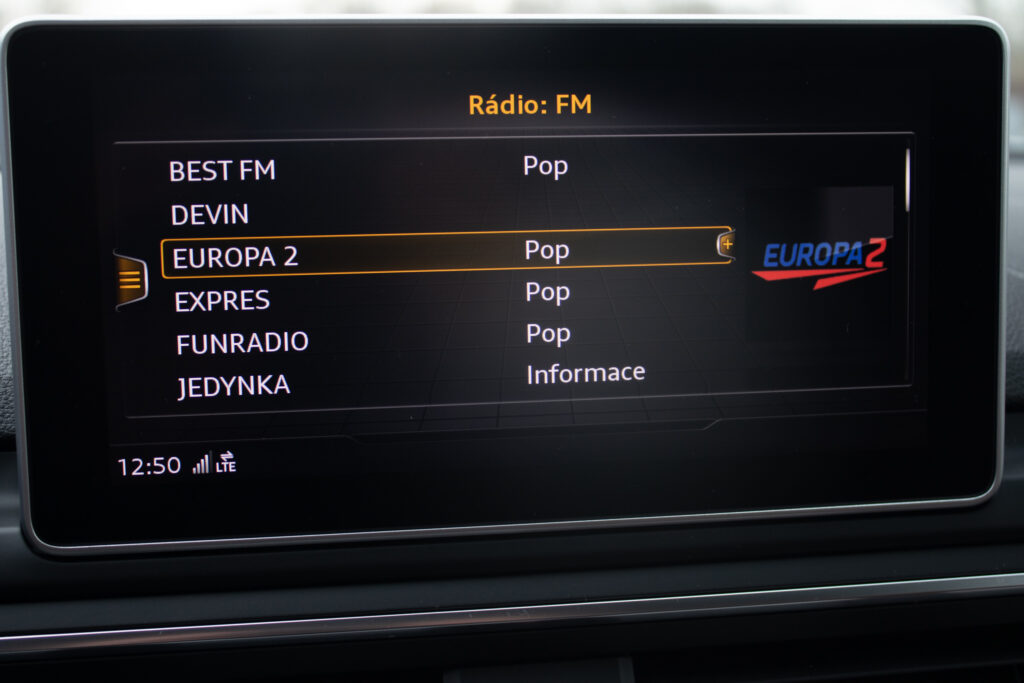 Rádio: FM
BEST FM Pop
DEVIN
EUROPA 2 Pop
EUROPA 2
EXPRES Pop
FUNRADIO Pop
JEDYNKA Informace
12:50 LTE